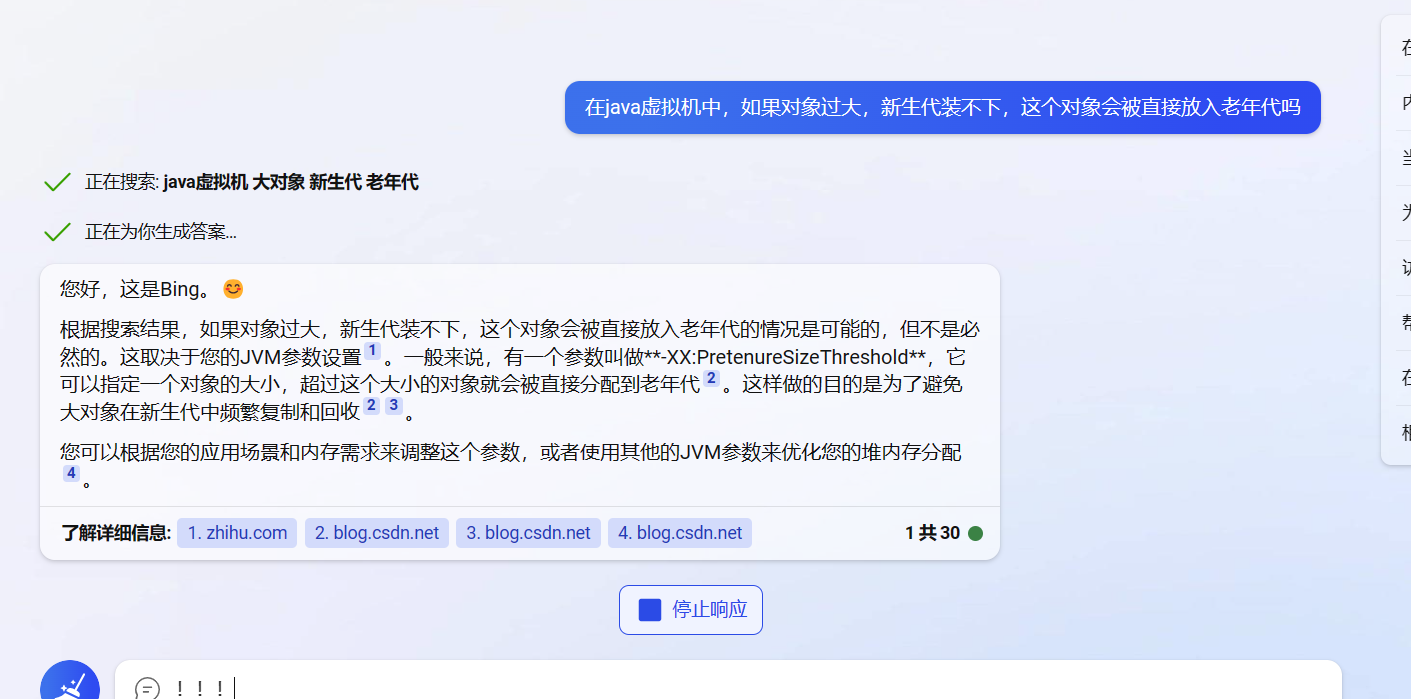 在java虚拟机中，如果对象过大，新生代装不下，这个对象会被直接放入老年代吗
正在搜索: java虚拟机 大对象 新生代 老年代
正在为你生成答案...
您好，这是Bing。😊
根据搜索结果，如果对象过大，新生代装不下，这个对象会被直接放入老年代的情况是可能的，但不是必
然的。这取决于您的JVM参数设置1。一般来说，有一个参数叫做**-XX:PretenureSizeThreshold**，它
可以指定一个对象的大小，超过这个大小的对象就会被直接分配到老年代2。这样做的目的是为了避免
大对象在新生代中频繁复制和回收2 3。
您可以根据您的应用场景和内存需求来调整这个参数，或者使用其他的JVM参数来优化您的堆内存分配
4。
了解详细信息: 1. zhihu.com 2. blog.csdn.net 3. blog.csdn.net 4. blog.csdn.net 1 共 30
停止响应
！！！